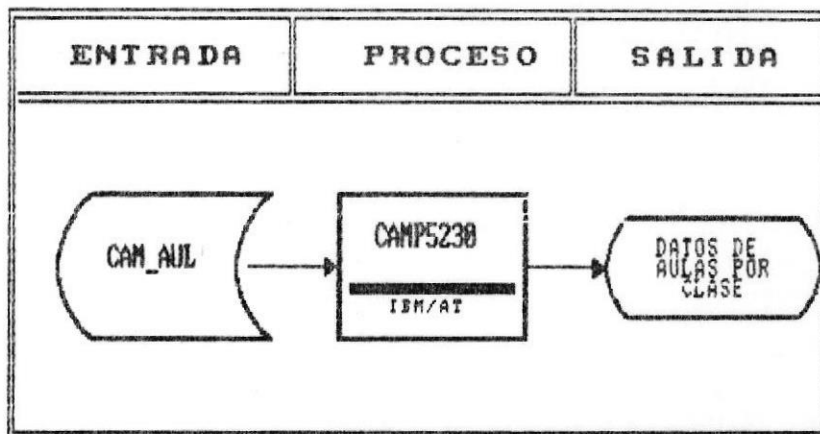 ENTRADA PROCESO SALIDA
CAM_AUL
CAMP5230
IBM/AT
DATOS DE
AULAS POR
CLASE